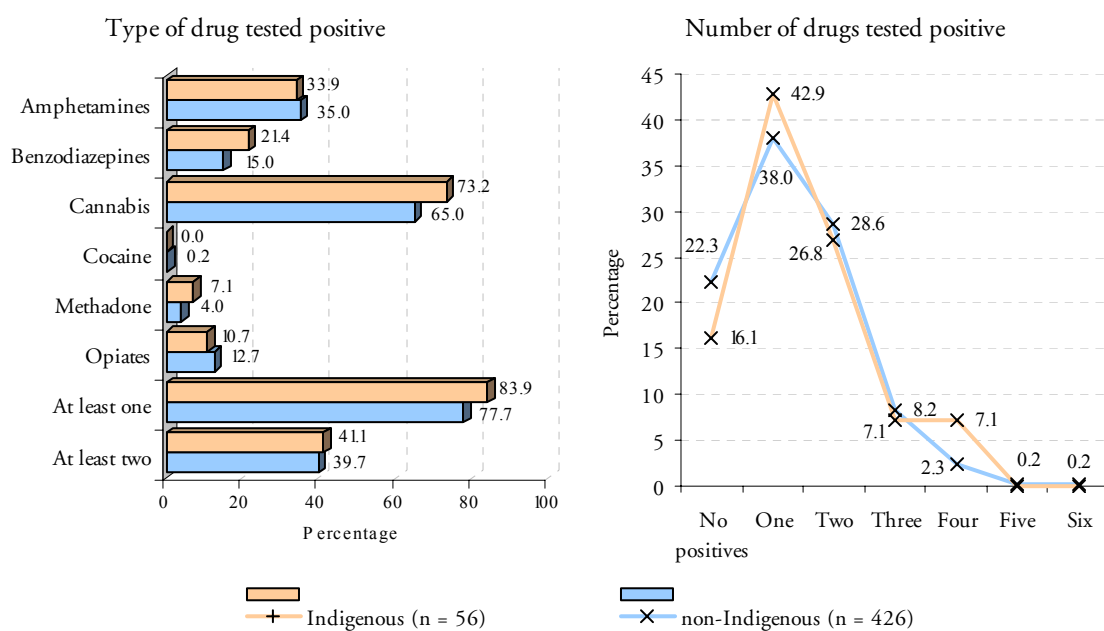 Type of drug tested positive
Amphetamines
33.9
35.0
Benzodiazepines
21.4
15.0
Cannabis
73.2
65.0
Cocaine
0.0
0.2
Methadone
7.1
4.0
Opiates
10.7
12.7
At least one
83.9
77.7
At least two
41.1
39.7
0 20 40 60 80 100
Percentage
Number of drugs tested positive
Percentage
45
40
35
30
25
20
15
10
5
0
22.3
16.1
42.9
38.0
28.6
26.8
8.2
7.1
7.1
2.3
0.2
0.2
No positives One Two Three Four Five Six
Indigenous (n = 56)
non-Indigenous (n = 426)